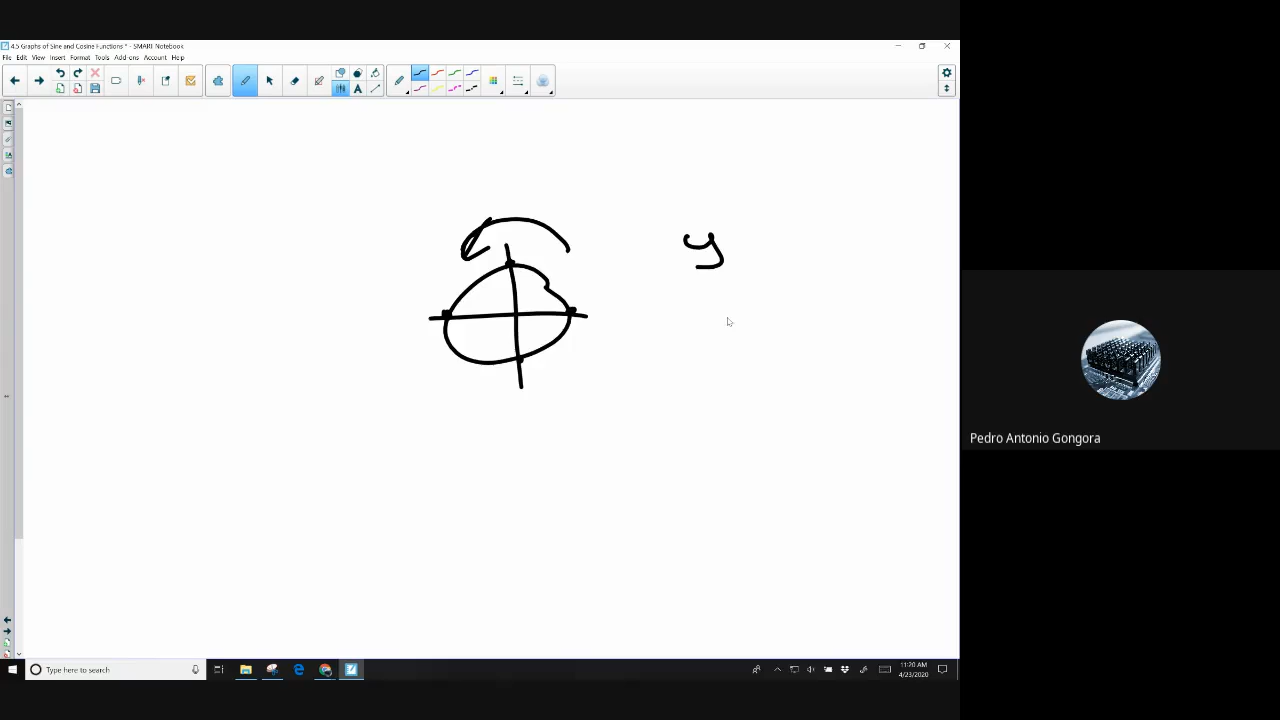 4.5 Graphs of Sine and Cosine Functions * - SMART Notebook
File Edit View Insert Format Tools Add-ons Account Help
A
y
Pedro Antonio Gongora
Type here to search
11:20 AM
4/23/2020